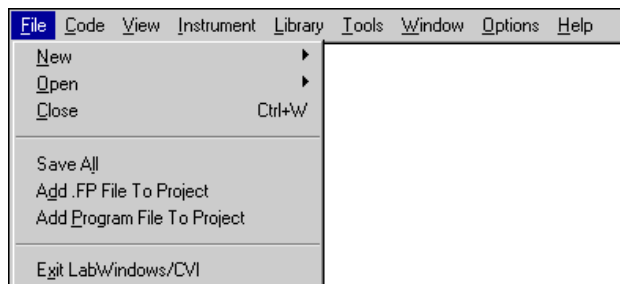 File Code View Instrument Library Tools Window Options Help
New
Open
Close Ctrl+W
Save All
Add .FP File To Project
Add Program File To Project
Exit LabWindows/CVI